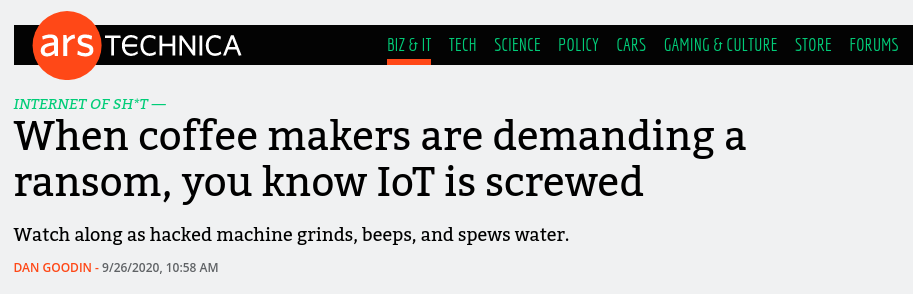 ars TECHNICA
BIZ & IT TECH SCIENCE POLICY CARS GAMING & CULTURE STORE FORUMS
INTERNET OF SH*T —
When coffee makers are demanding a
ransom, you know IoT is screwed
Watch along as hacked machine grinds, beeps, and spews water.
DAN GOODIN - 9/26/2020, 10:58 AM